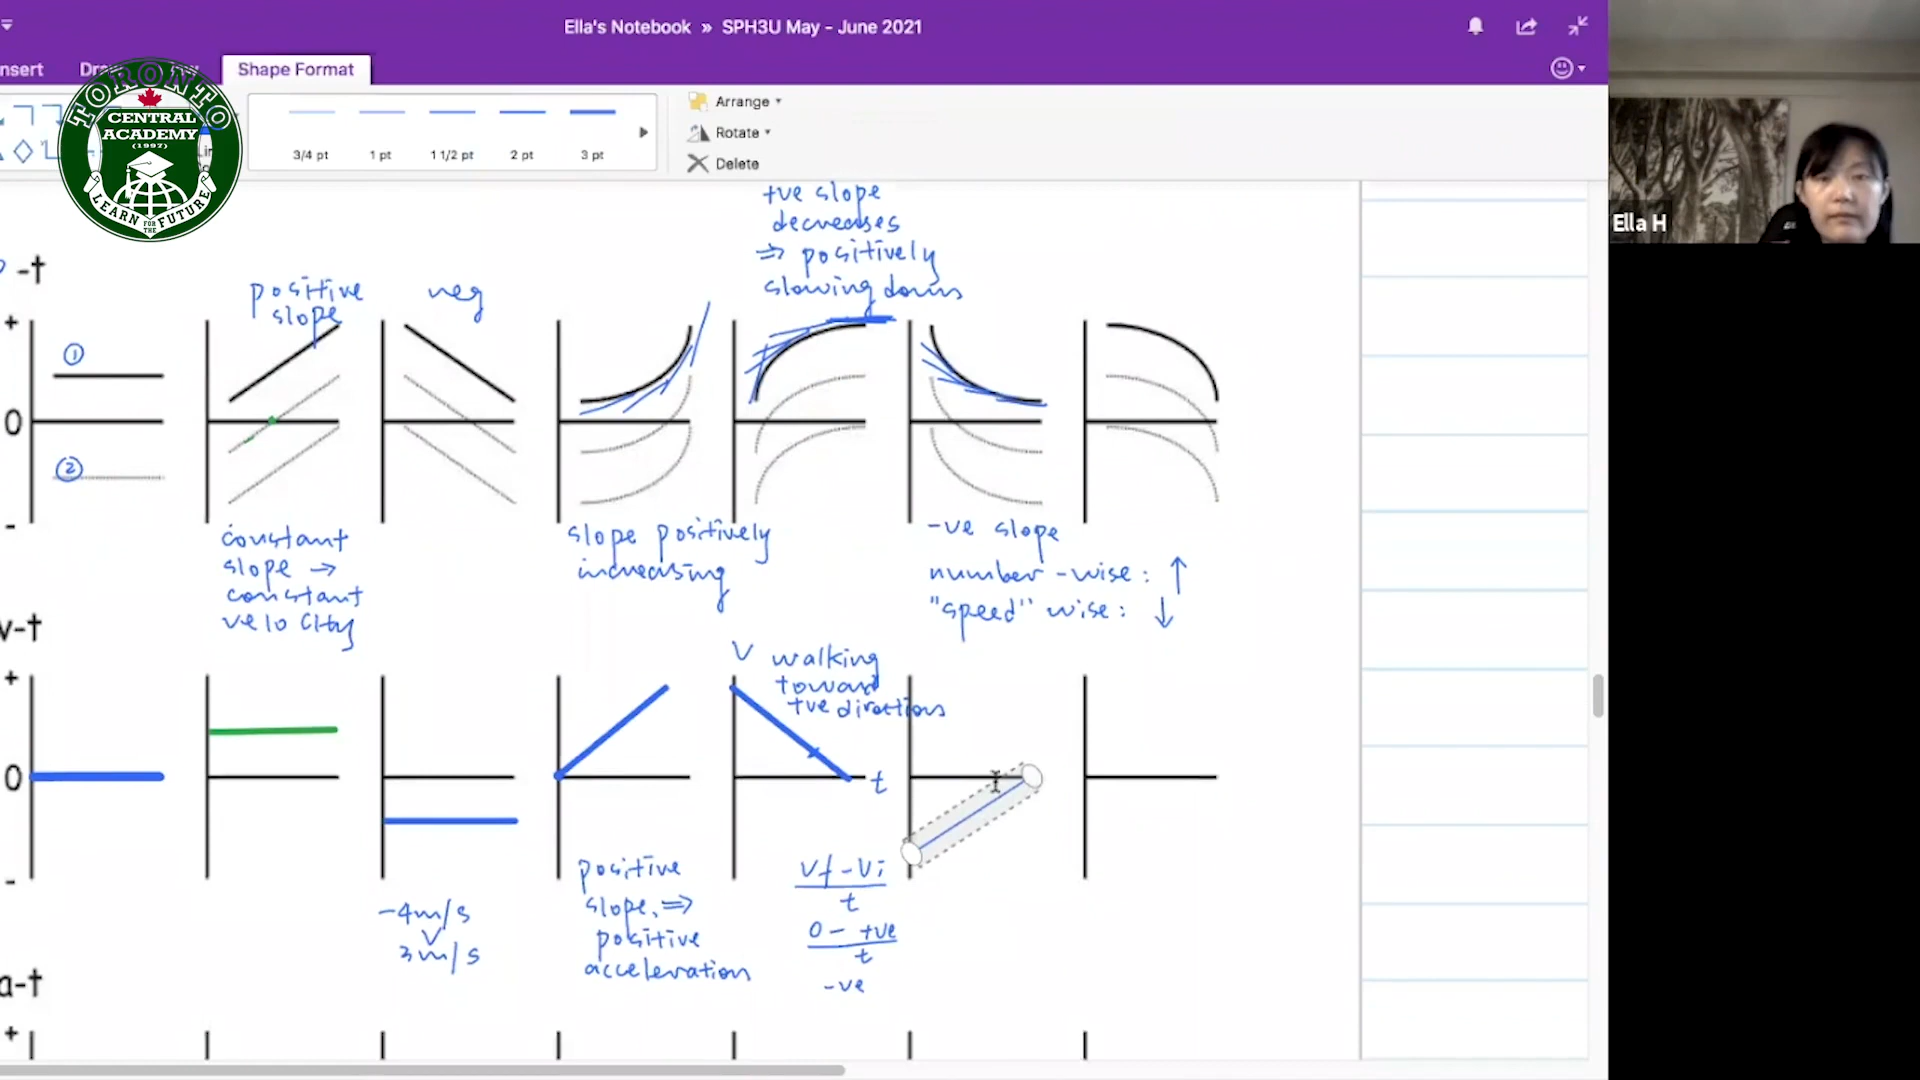 Ella's Notebook » SPH3U May - June 2021
nsert
Shape Format
TORONTO
CENTRAL
ACADEMY
(1997)
LEARN FOR THE FUTURE
3/4 pt 1 pt 1 1/2 pt 2 pt 3 pt
Arrange
Rotate
Delete
Ella H
+ve slope
decreases
⇒ positively
slowing down
-t
positive
slope
neg
+
①
0
②
-
constant
slope →
constant
velocity
slope positively
increasing
-ve slope
number-wise: ↑
"speed" wise: ↓
v-t
+
V walking
toward
+ve directions
0
t
-
-4m/s
V
3m/s
positive
slope. ⇒
positive
acceleration
Vf - Vi
t
0 - +ve
t
-ve
a-t
+